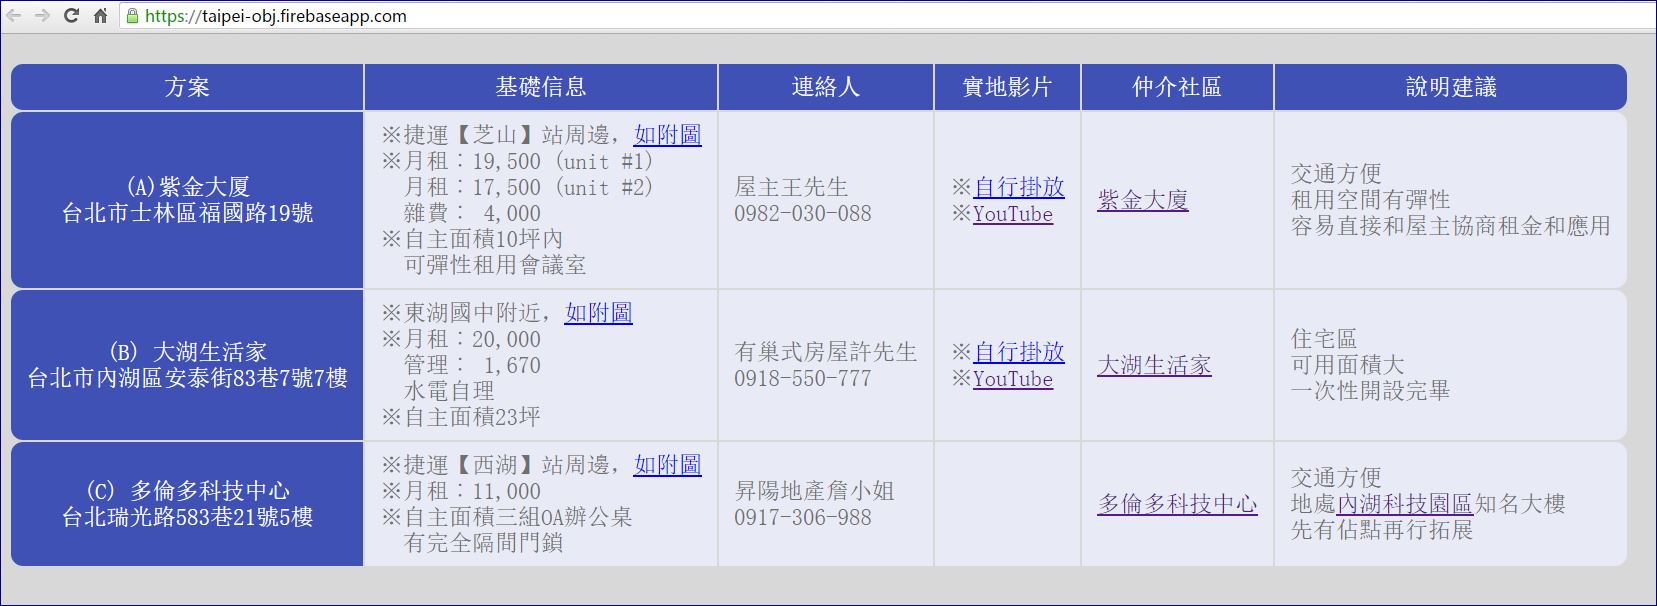 https://taipei-obj.firebaseapp.com
方案
基礎信息
連絡人
實地影片
仲介社區
說明建議
(A)紫金大厦
台北市士林區福國路19號
※捷運【芝山】站周邊，如附圖
※月租：19,500 (unit #1)
月租：17,500 (unit #2)
雜費： 4,000
※自主面積10坪內
可彈性租用會議室
屋主王先生
0982-030-088
※自行掛放
※YouTube
紫金大廈
交通方便
租用空間有彈性
容易直接和屋主協商租金和應用
(B) 大湖生活家
台北市內湖區安泰街83巷7號7樓
※東湖國中附近，如附圖
※月租：20,000
管理： 1,670
水電自理
※自主面積23坪
有巢式房屋許先生
0918-550-777
※自行掛放
※YouTube
大湖生活家
住宅區
可用面積大
一次性開設完畢
(C) 多倫多科技中心
台北瑞光路583巷21號5樓
※捷運【西湖】站周邊，如附圖
※月租：11,000
※自主面積三組OA辦公桌
有完全隔間門鎖
昇陽地產詹小姐
0917-306-988
多倫多科技中心
交通方便
地處內湖科技園區知名大樓
先有佔點再行拓展